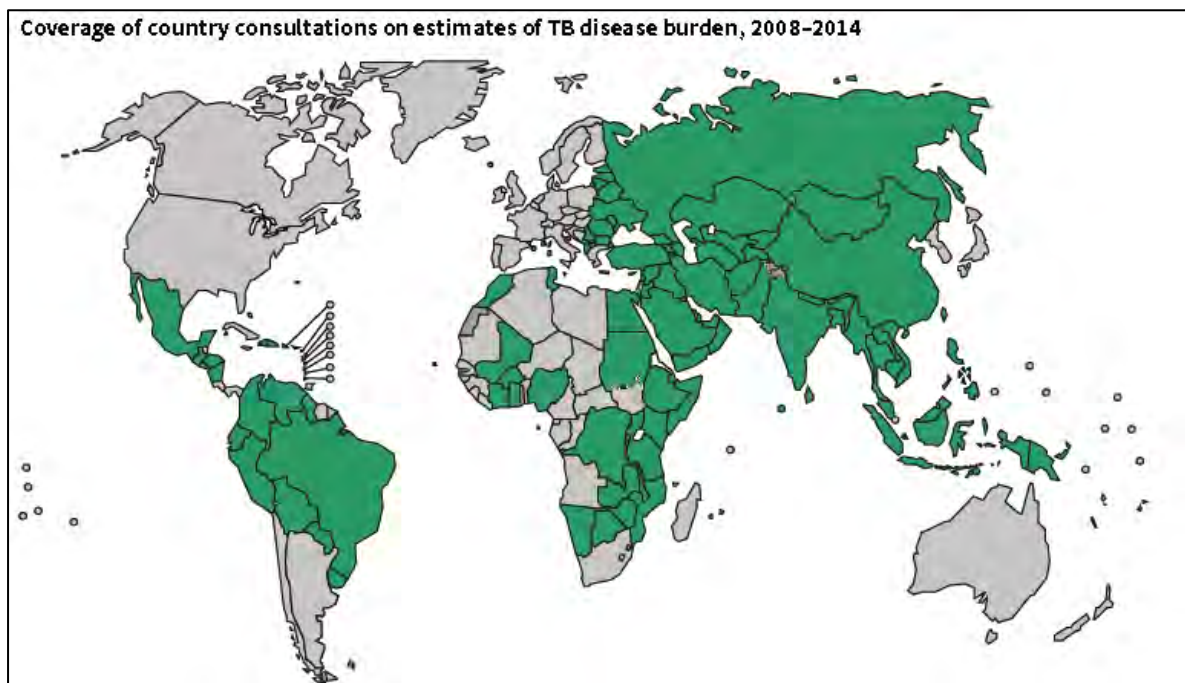 Coverage of country consultations on estimates of TB disease burden, 2008–2014